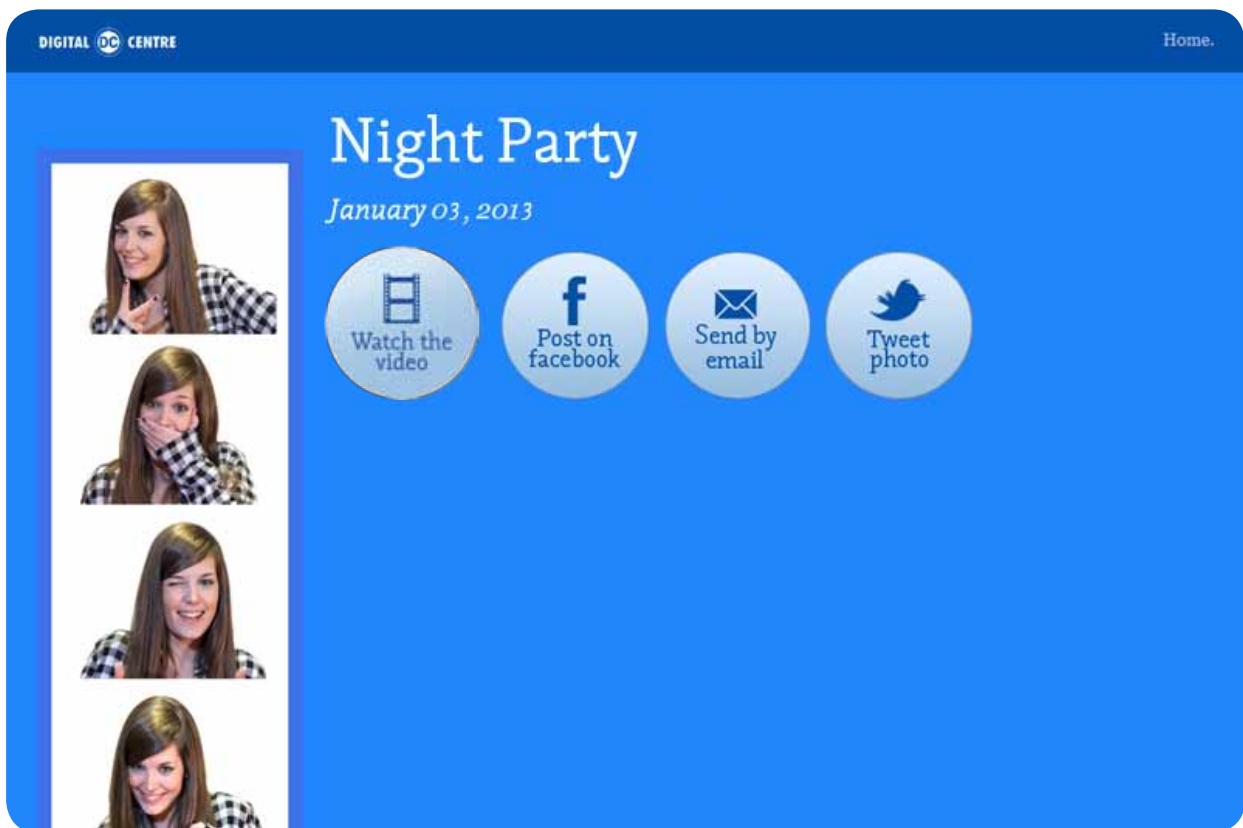 DIGITAL DC CENTRE
Home.
Night Party
January 03, 2013
Watch the
video
Post on
facebook
Send by
email
Tweet
photo